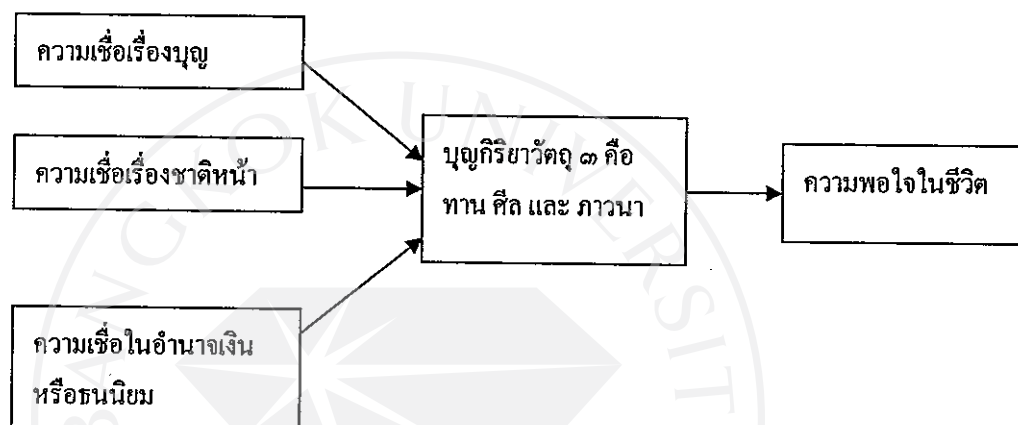 ความเชื่อเรื่องบุญ
ความเชื่อเรื่องชาติหน้า
ความเชื่อในอำนาจเงิน
หรือธนนิยม
บุญกิริยาวัตถุ ๓ คือ
ทาน ศีล และ ภาวนา
ความพอใจในชีวิต
BANGKOK UNIVERSIT